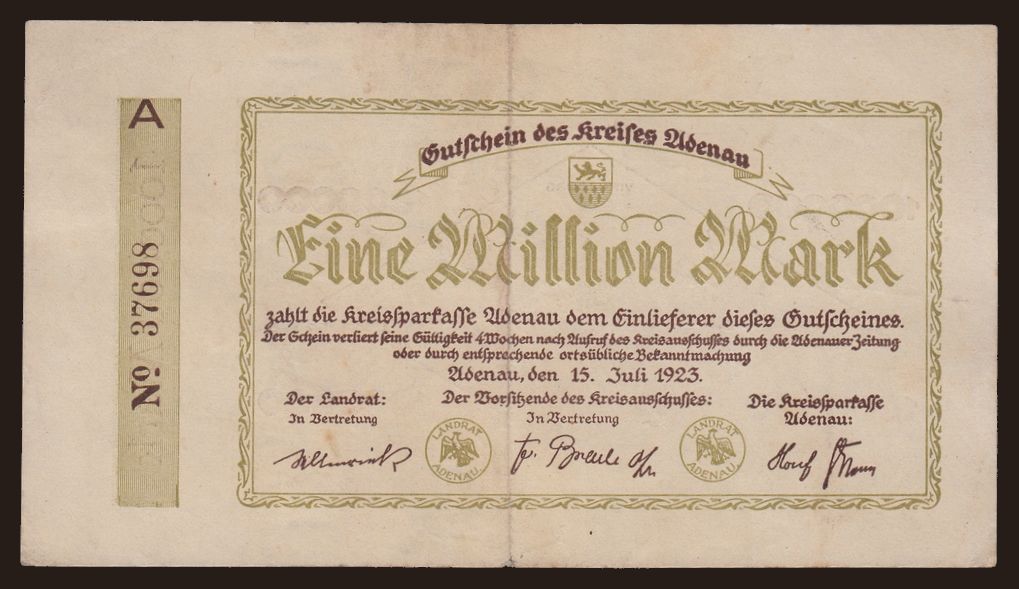 A
Nº 37698
Gutschein des Kreises Adenau
Eine Million Mark
zahlt die Kreissparkasse Adenau dem Einlieferer dieses Gutscheines.
Der Schein verliert seine Gültigkeit 4 Wochen nach Aufruf des Kreisausschusses durch die Adenauer Zeitung
oder durch entsprechende ortsübliche Bekanntmachung
Adenau, den 15. Juli 1923.
Der Landrat: Der Vorsitzende des Kreisausschusses: Die Kreissparkasse
In Vertretung In Vertretung Adenau:
LANDRAT ADENAU.
LANDRAT ADENAU.